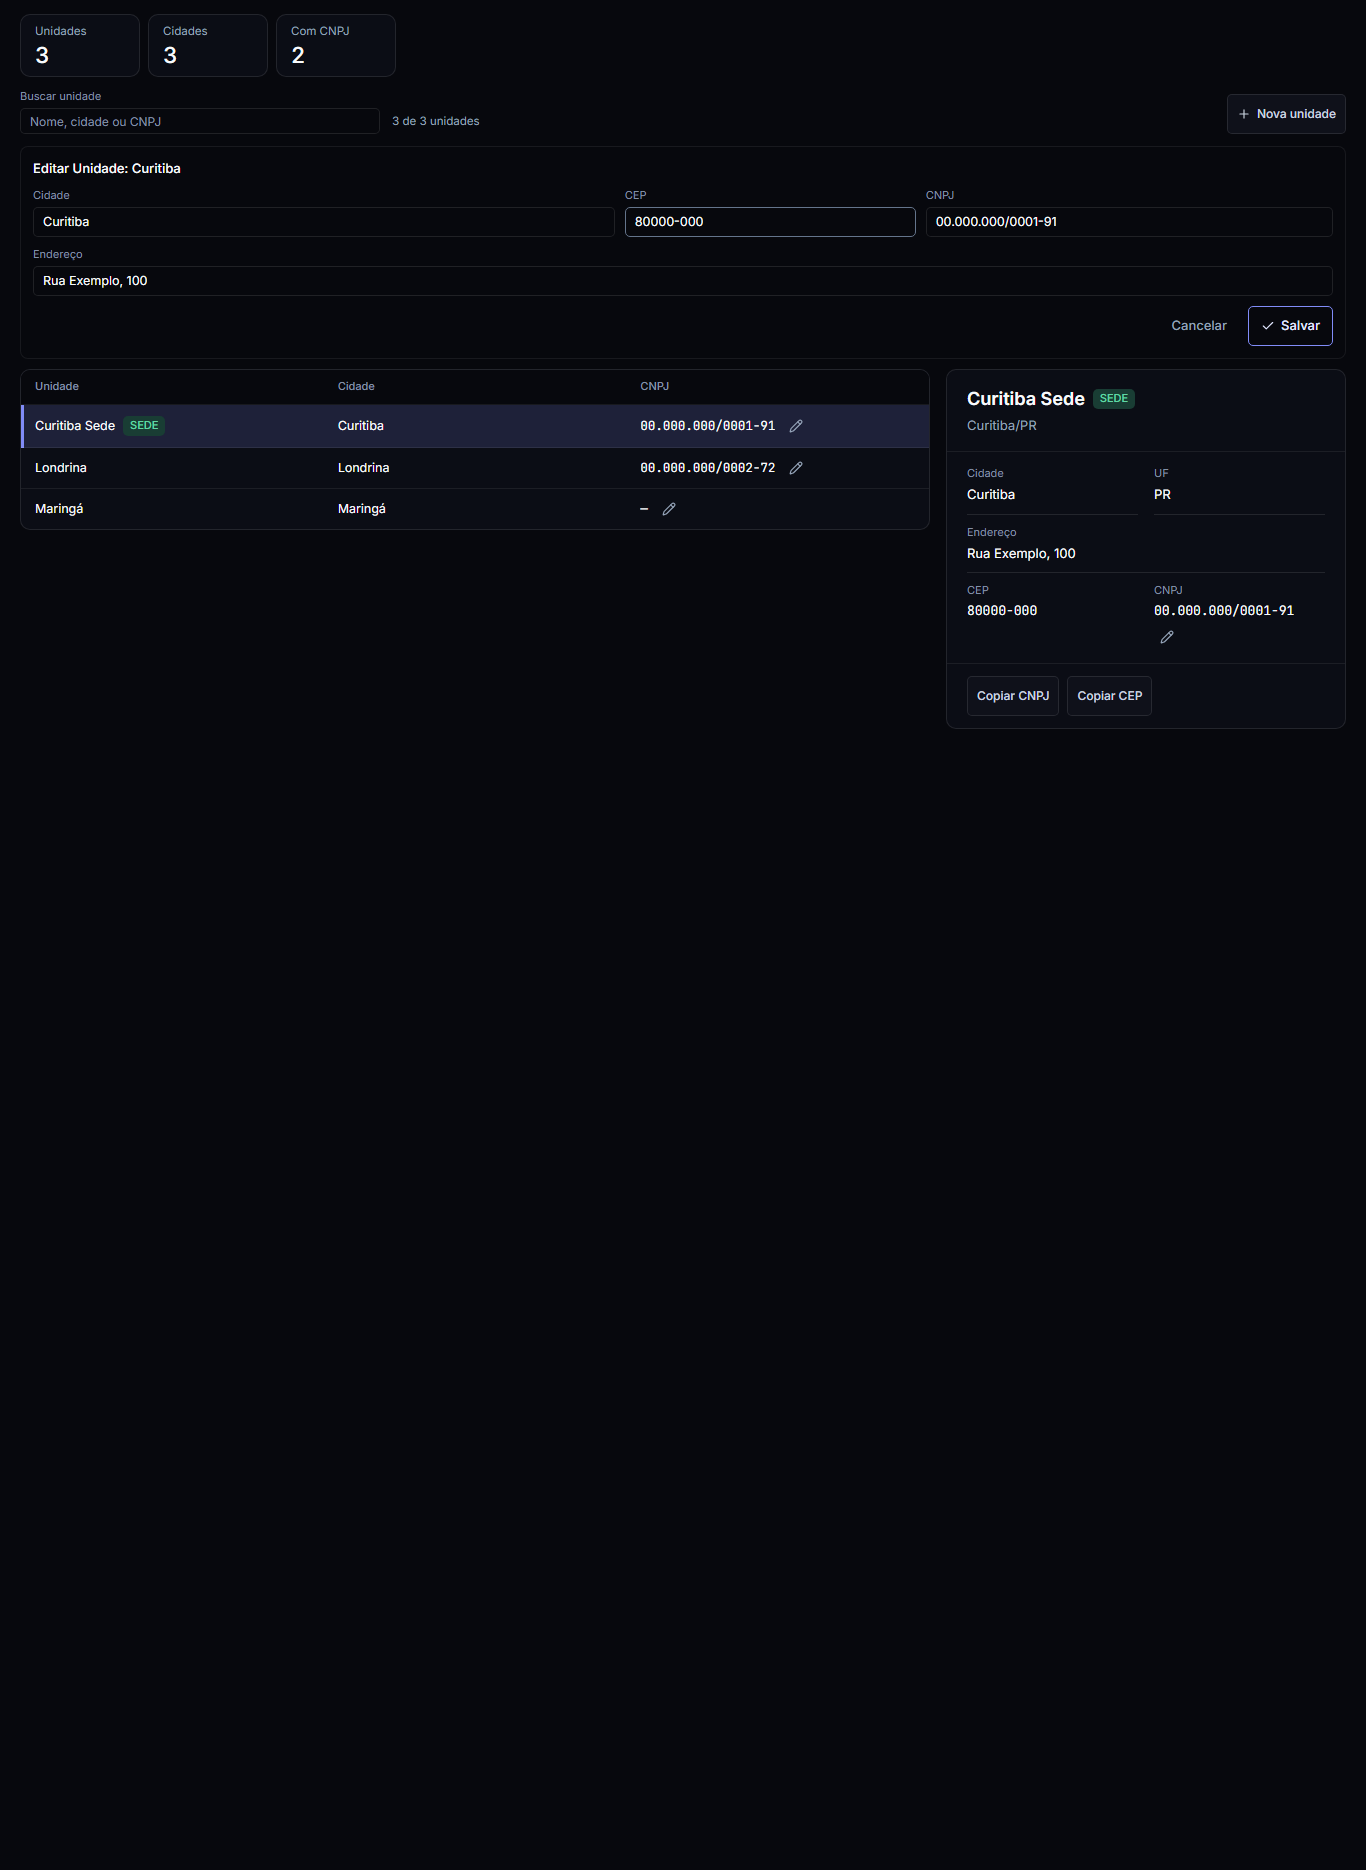 Unidades
3
Cidades
3
Com CNPJ
2
Buscar unidade
Nome, cidade ou CNPJ
3 de 3 unidades
Nova unidade
Editar Unidade: Curitiba
Cidade
CEP
CNPJ
Curitiba
80000-000
00.000.000/0001-91
Endereço
Rua Exemplo, 100
Cancelar
Salvar
Unidade
Cidade
CNPJ
Curitiba Sede SEDE
Curitiba
00.000.000/0001-91
Londrina
Londrina
00.000.000/0002-72
Maringá
Maringá
—
Curitiba Sede SEDE
Curitiba/PR
Cidade
UF
Curitiba
PR
Endereço
Rua Exemplo, 100
CEP
CNPJ
80000-000
00.000.000/0001-91
Copiar CNPJ
Copiar CEP